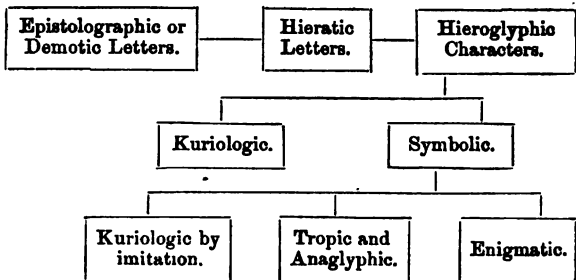 Epistolographic or
Demotic Letters.
Hieratic
Letters.
Hieroglyphic
Characters.
Kuriologic.
Symbolic.
Kuriologic by
imitation.
Tropic and
Anaglyphic.
Enigmatic.